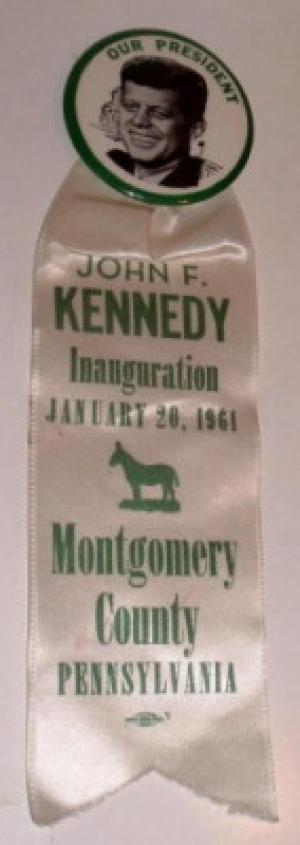 OUR PRESIDENT
JOHN F.
KENNEDY
Inauguration
JANUARY 20, 1961
Montgomery
County
PENNSYLVANIA